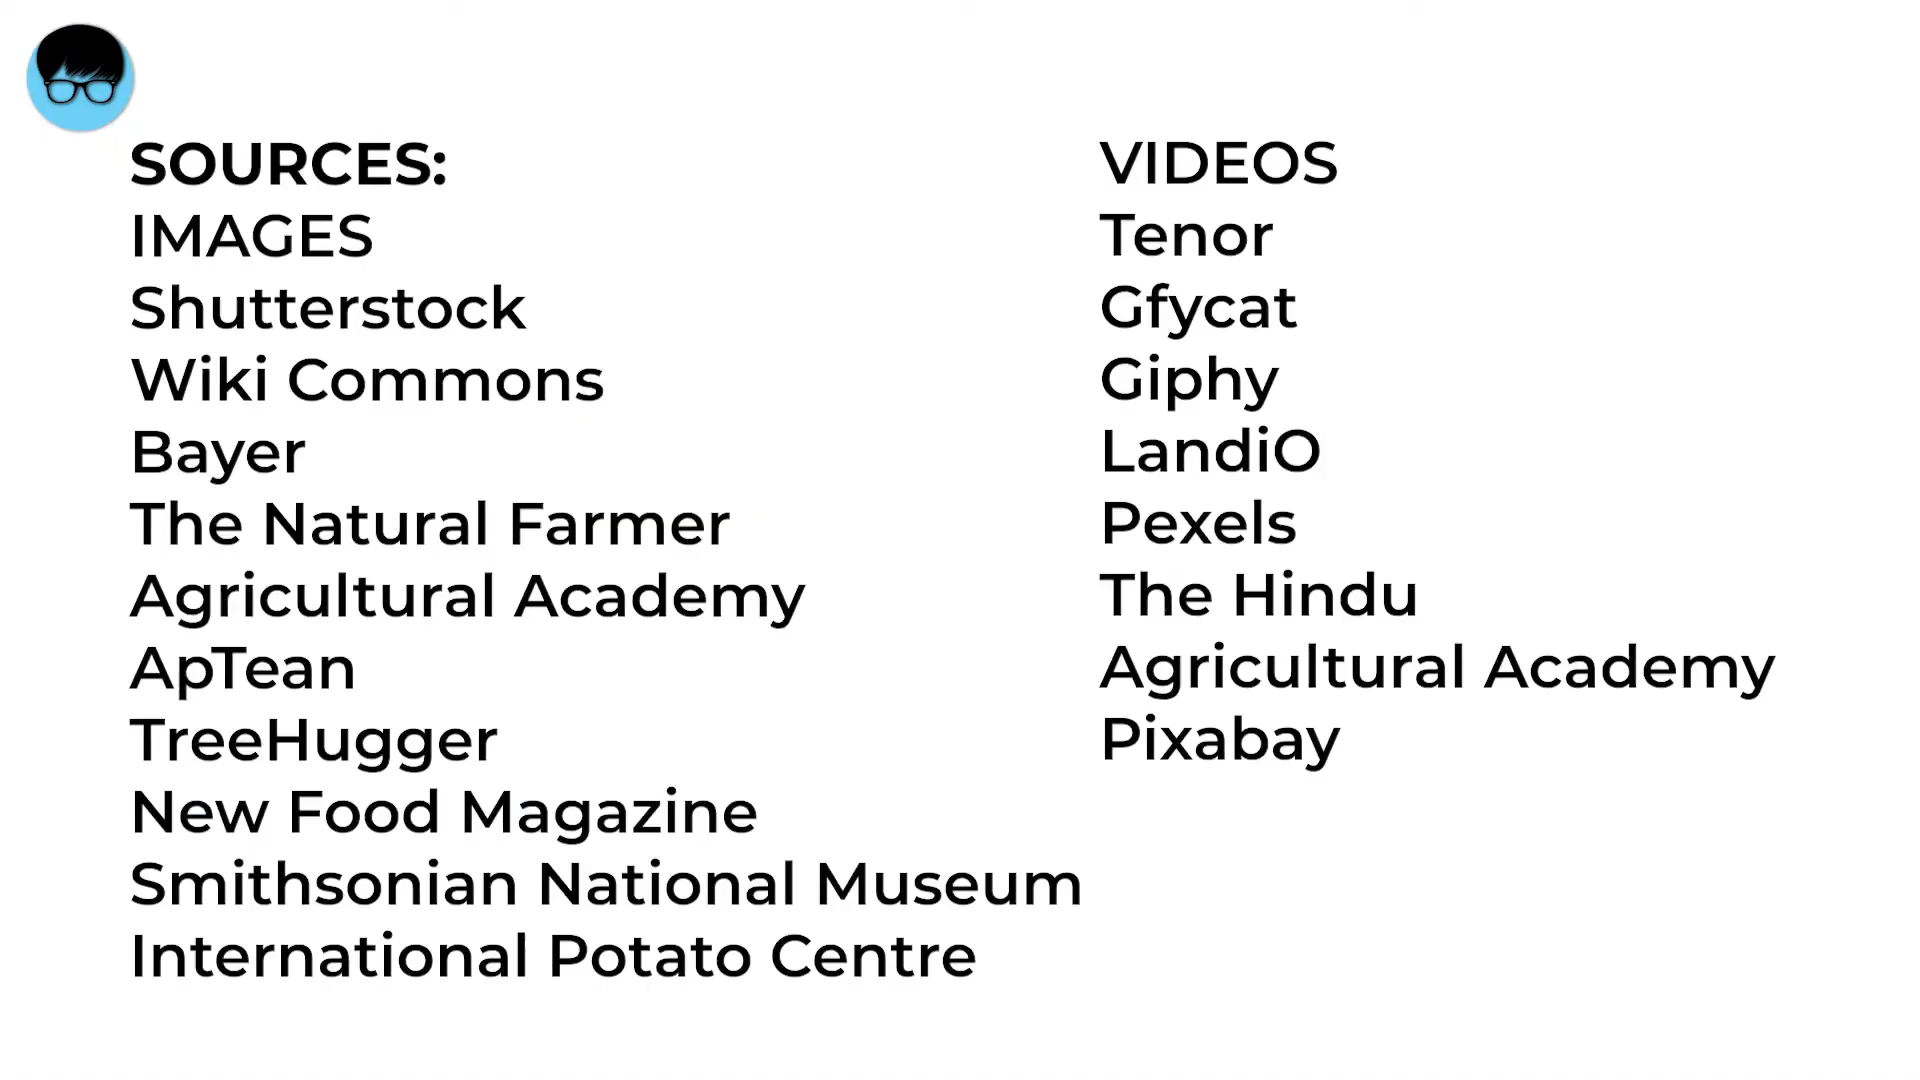 SOURCES:
IMAGES
Shutterstock
Wiki Commons
Bayer
The Natural Farmer
Agricultural Academy
ApTean
TreeHugger
New Food Magazine
Smithsonian National Museum
International Potato Centre
VIDEOS
Tenor
Gfycat
Giphy
LandiO
Pexels
The Hindu
Agricultural Academy
Pixabay